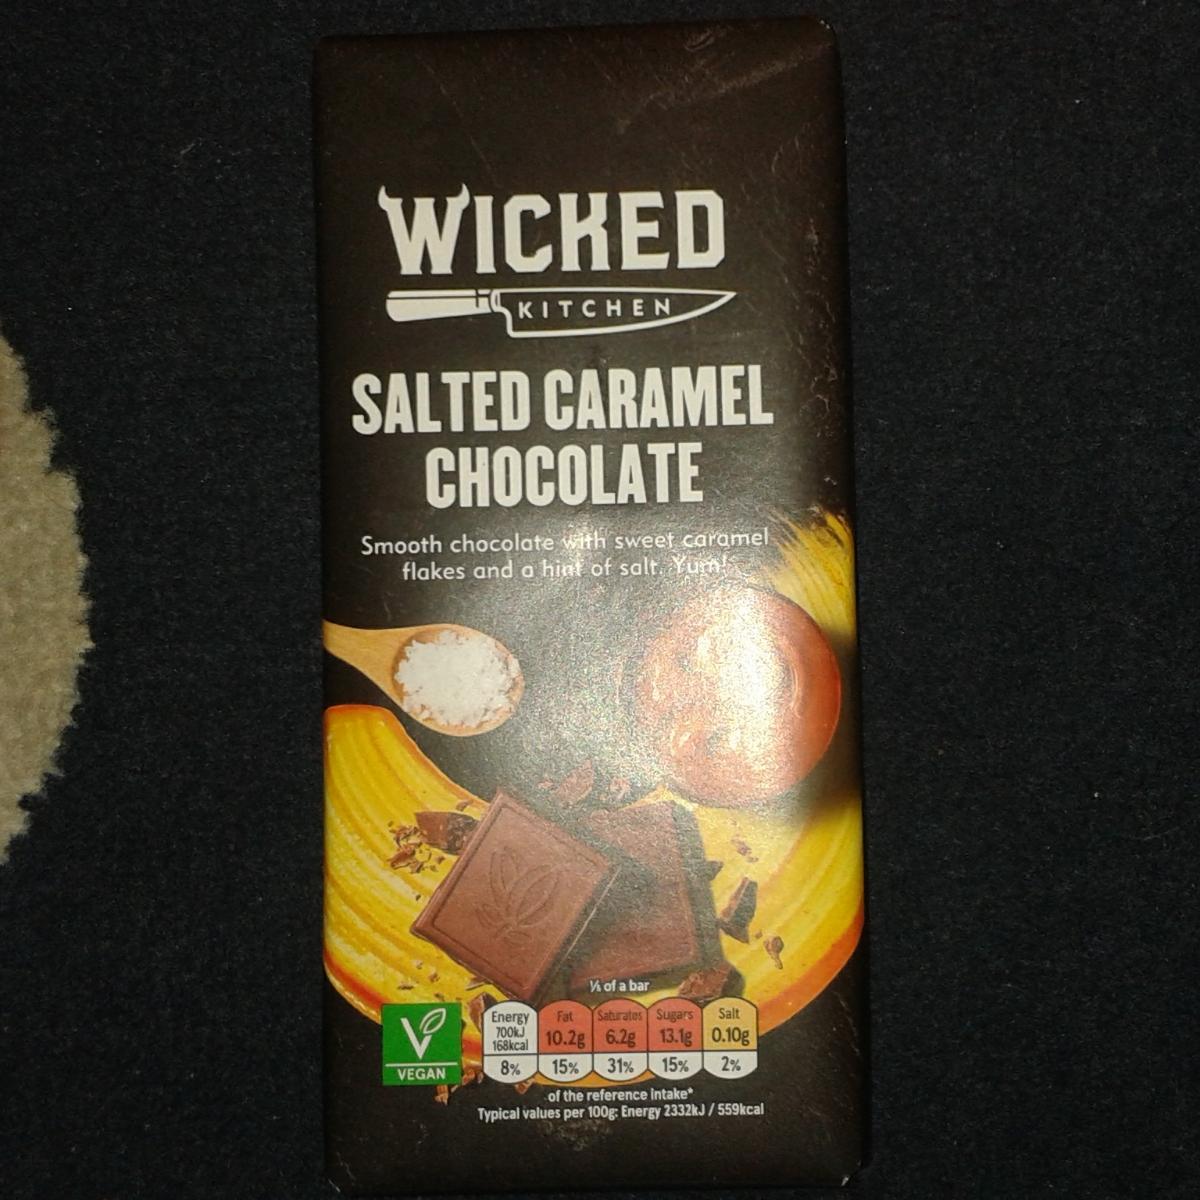 WICKED
KITCHEN
SALTED CARAMEL
CHOCOLATE
Smooth chocolate with sweet caramel
flakes and a hint of salt. Yum!
of a bar
Energy
700kJ
168kcal
8%
Fat
10.2g
15%
Saturates
6.2g
31%
Sugars
13.1g
15%
Salt
0.10g
2%
V
VEGAN
of the reference intake*
Typical values per 100g: Energy 2332kJ / 559kcal